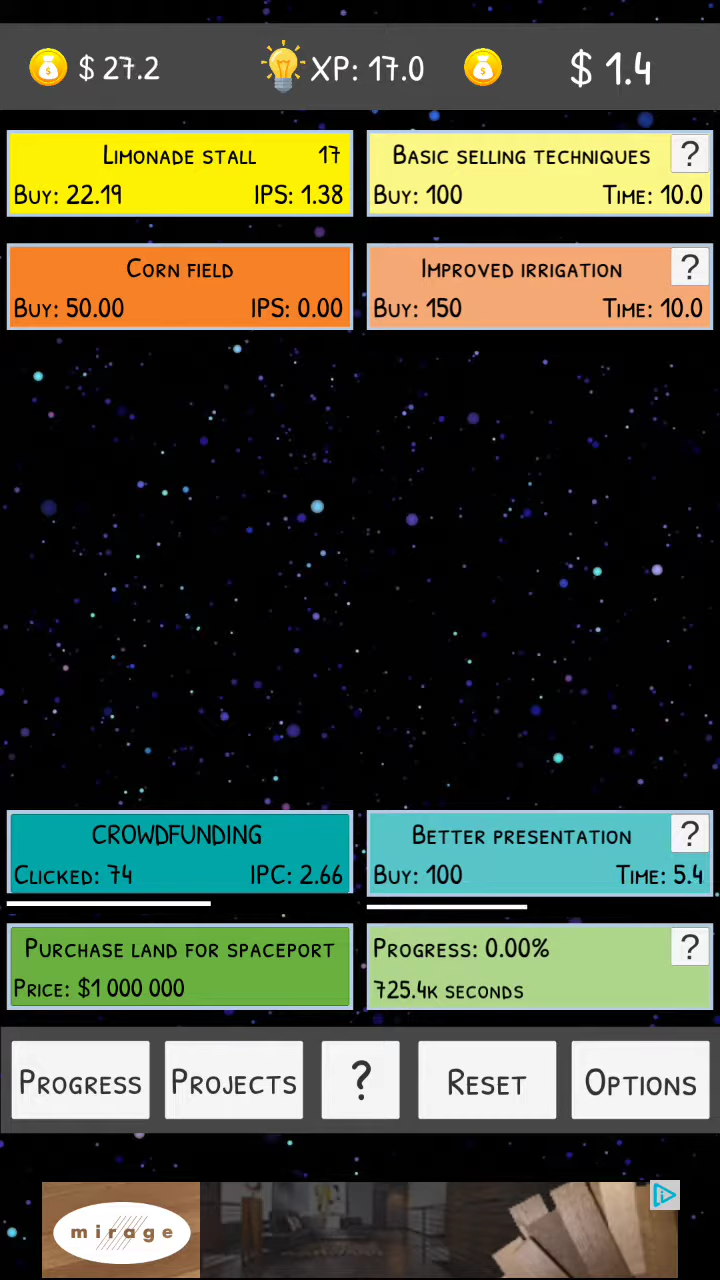 $ 27.2 XP: 17.0 $ 1.4
Limonade stall 17
Buy: 22.19 IPS: 1.38
Basic selling techniques ?
Buy: 100 Time: 10.0
Corn field
Buy: 50.00 IPS: 0.00
Improved irrigation ?
Buy: 150 Time: 10.0
CROWDFUNDING
Clicked: 74 IPC: 2.66
Better presentation ?
Buy: 100 Time: 5.4
Purchase land for spaceport
Price: $1 000 000
Progress: 0.00% ?
725.4k seconds
Progress Projects ? Reset Options
mirage